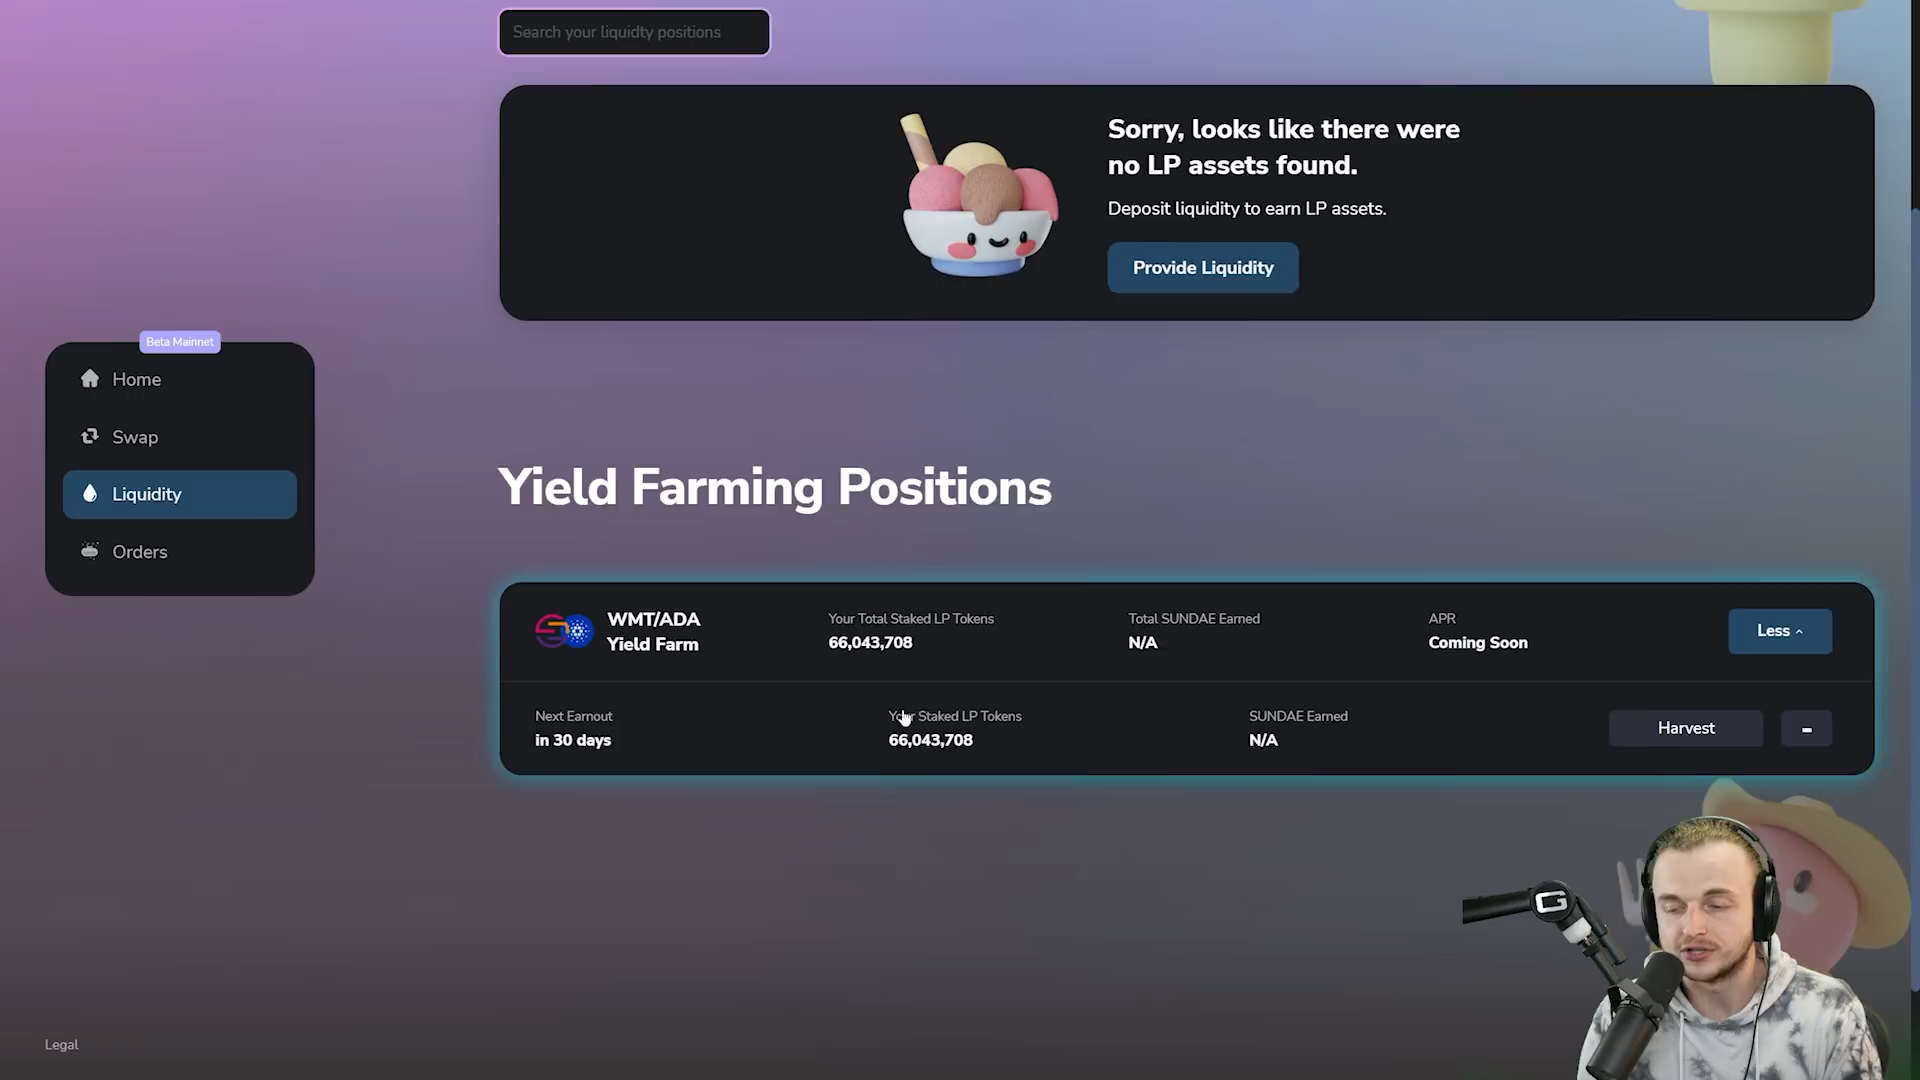 Search your liquidty positions
Sorry, looks like there were
no LP assets found.
Deposit liquidity to earn LP assets.
Provide Liquidity
Beta Mainnet
Home
Swap
Liquidity
Orders
Yield Farming Positions
WMT/ADA
Yield Farm
Your Total Staked LP Tokens
66,043,708
Total SUNDAE Earned
N/A
APR
Coming Soon
Less
Next Earnout
in 30 days
Your Staked LP Tokens
66,043,708
SUNDAE Earned
N/A
Harvest
-
G
Legal